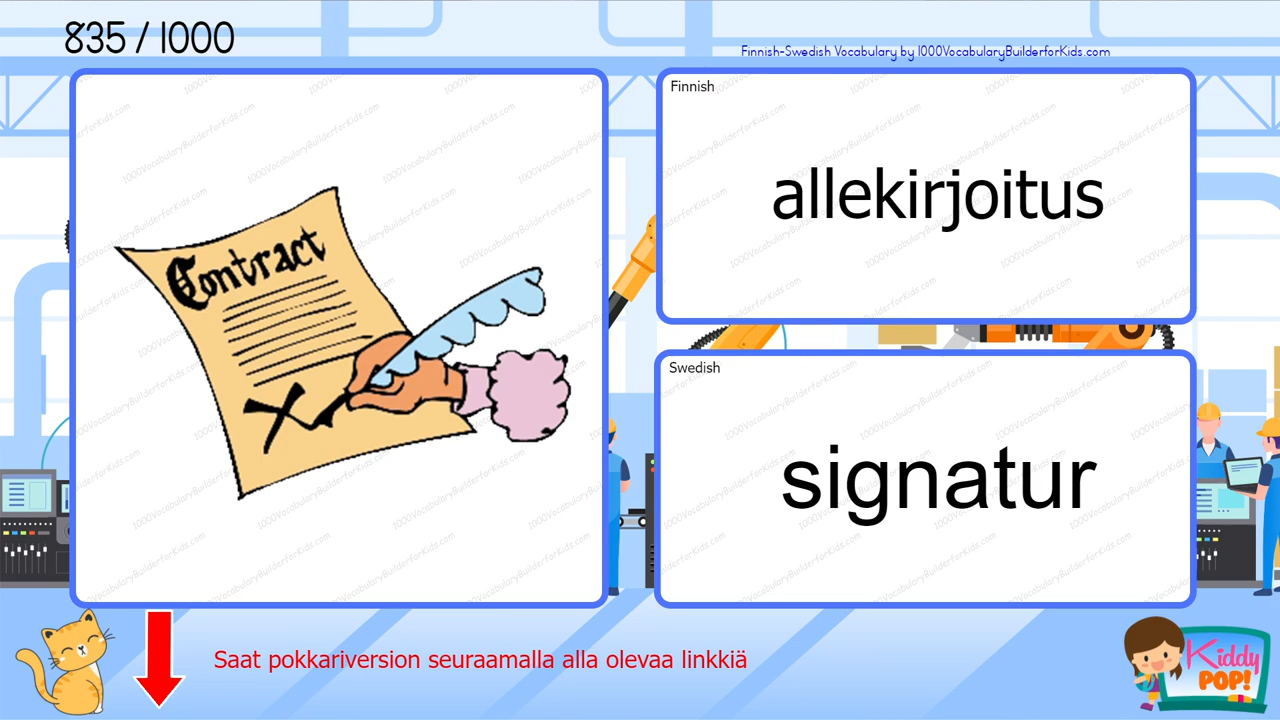 835 / 1000
Finnish-Swedish Vocabulary by 1000VocabularyBuilderforKids.com
Contract
Finnish
allekirjoitus
Swedish
signatur
Saat pokkariversion seuraamalla alla olevaa linkkiä
Kiddy
POP!